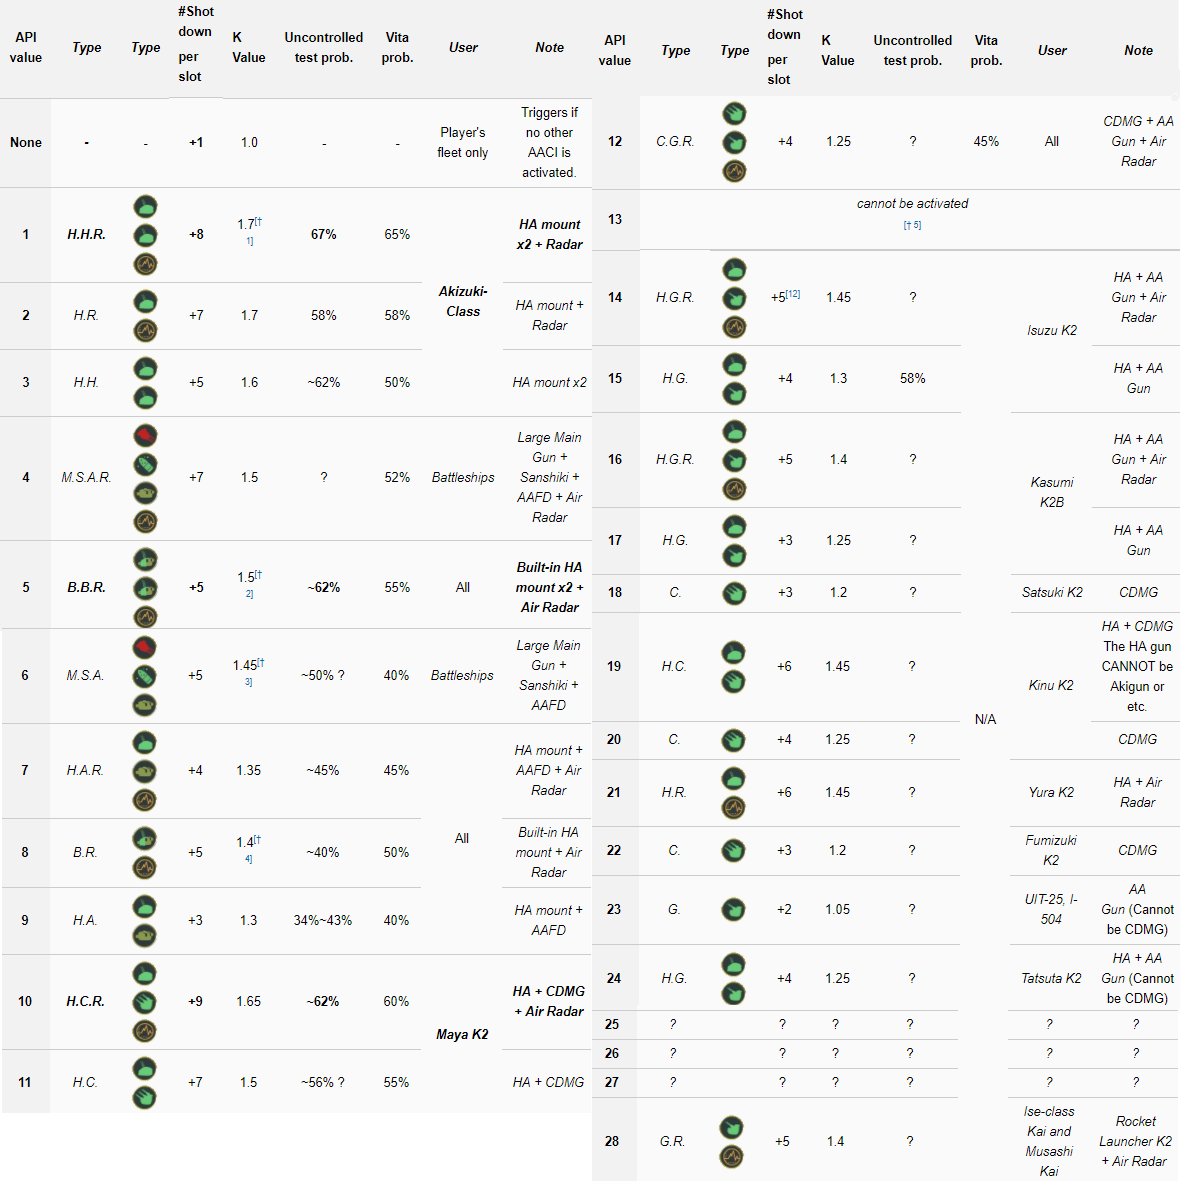 API value Type Type #Shot down per slot K Value Uncontrolled test prob. Vita prob. User Note
None - - +1 1.0 - - Player's fleet only Triggers if no other AACI is activated.
1 H.H.R. +8 1.7[† 1] 67% 65% Akizuki-Class HA mount x2 + Radar
2 H.R. +7 1.7 58% 58% HA mount + Radar
3 H.H. +5 1.6 ~62% 50% HA mount x2
4 M.S.A.R. +7 1.5 ? 52% Battleships Large Main Gun + Sanshiki + AAFD + Air Radar
5 B.B.R. +5 1.5[† 2] ~62% 55% All Built-in HA mount x2 + Air Radar
6 M.S.A. +5 1.45[† 3] ~50% ? 40% Battleships Large Main Gun + Sanshiki + AAFD
7 H.A.R. +4 1.35 ~45% 45% All HA mount + AAFD + Air Radar
8 B.R. +5 1.4[† 4] ~40% 50% Built-in HA mount + Air Radar
9 H.A. +3 1.3 34%~43% 40% HA mount + AAFD
10 H.C.R. +9 1.65 ~62% 60% Maya K2 HA + CDMG + Air Radar
11 H.C. +7 1.5 ~56% ? 55% HA + CDMG
API value Type Type #Shot down per slot K Value Uncontrolled test prob. Vita prob. User Note
12 C.G.R. +4 1.25 ? 45% All CDMG + AA Gun + Air Radar
13 cannot be activated [† 5]
14 H.G.R. +5[12] 1.45 ? N/A Isuzu K2 HA + AA Gun + Air Radar
15 H.G. +4 1.3 58% HA + AA Gun
16 H.G.R. +5 1.4 ? Kasumi K2B HA + AA Gun + Air Radar
17 H.G. +3 1.25 ? HA + AA Gun
18 C. +3 1.2 ? Satsuki K2 CDMG
19 H.C. +6 1.45 ? Kinu K2 HA + CDMG The HA gun CANNOT be Akigun or etc.
20 C. +4 1.25 ? CDMG
21 H.R. +6 1.45 ? Yura K2 HA + Air Radar
22 C. +3 1.2 ? Fumizuki K2 CDMG
23 G. +2 1.05 ? UIT-25, I-504 AA Gun (Cannot be CDMG)
24 H.G. +4 1.25 ? Tatsuta K2 HA + AA Gun (Cannot be CDMG)
25 ? ? ? ? ? ?
26 ? ? ? ? ? ?
27 ? ? ? ? ? ?
28 G.R. +5 1.4 ? Ise-class Kai and Musashi Kai Rocket Launcher K2 + Air Radar